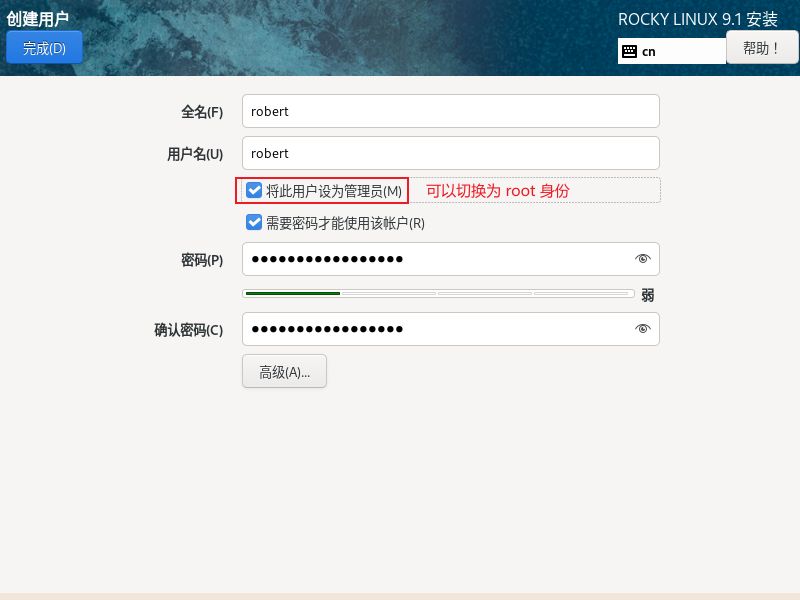 创建用户
ROCKY LINUX 9.1 安装
完成(D)
cn
帮助！
全名(F)
robert
用户名(U)
robert
将此用户设为管理员(M)
可以切换为 root 身份
需要密码才能使用该帐户(R)
密码(P)
●●●●●●●●●●●●●●●●●
弱
确认密码(C)
●●●●●●●●●●●●●●●●●
高级(A)...